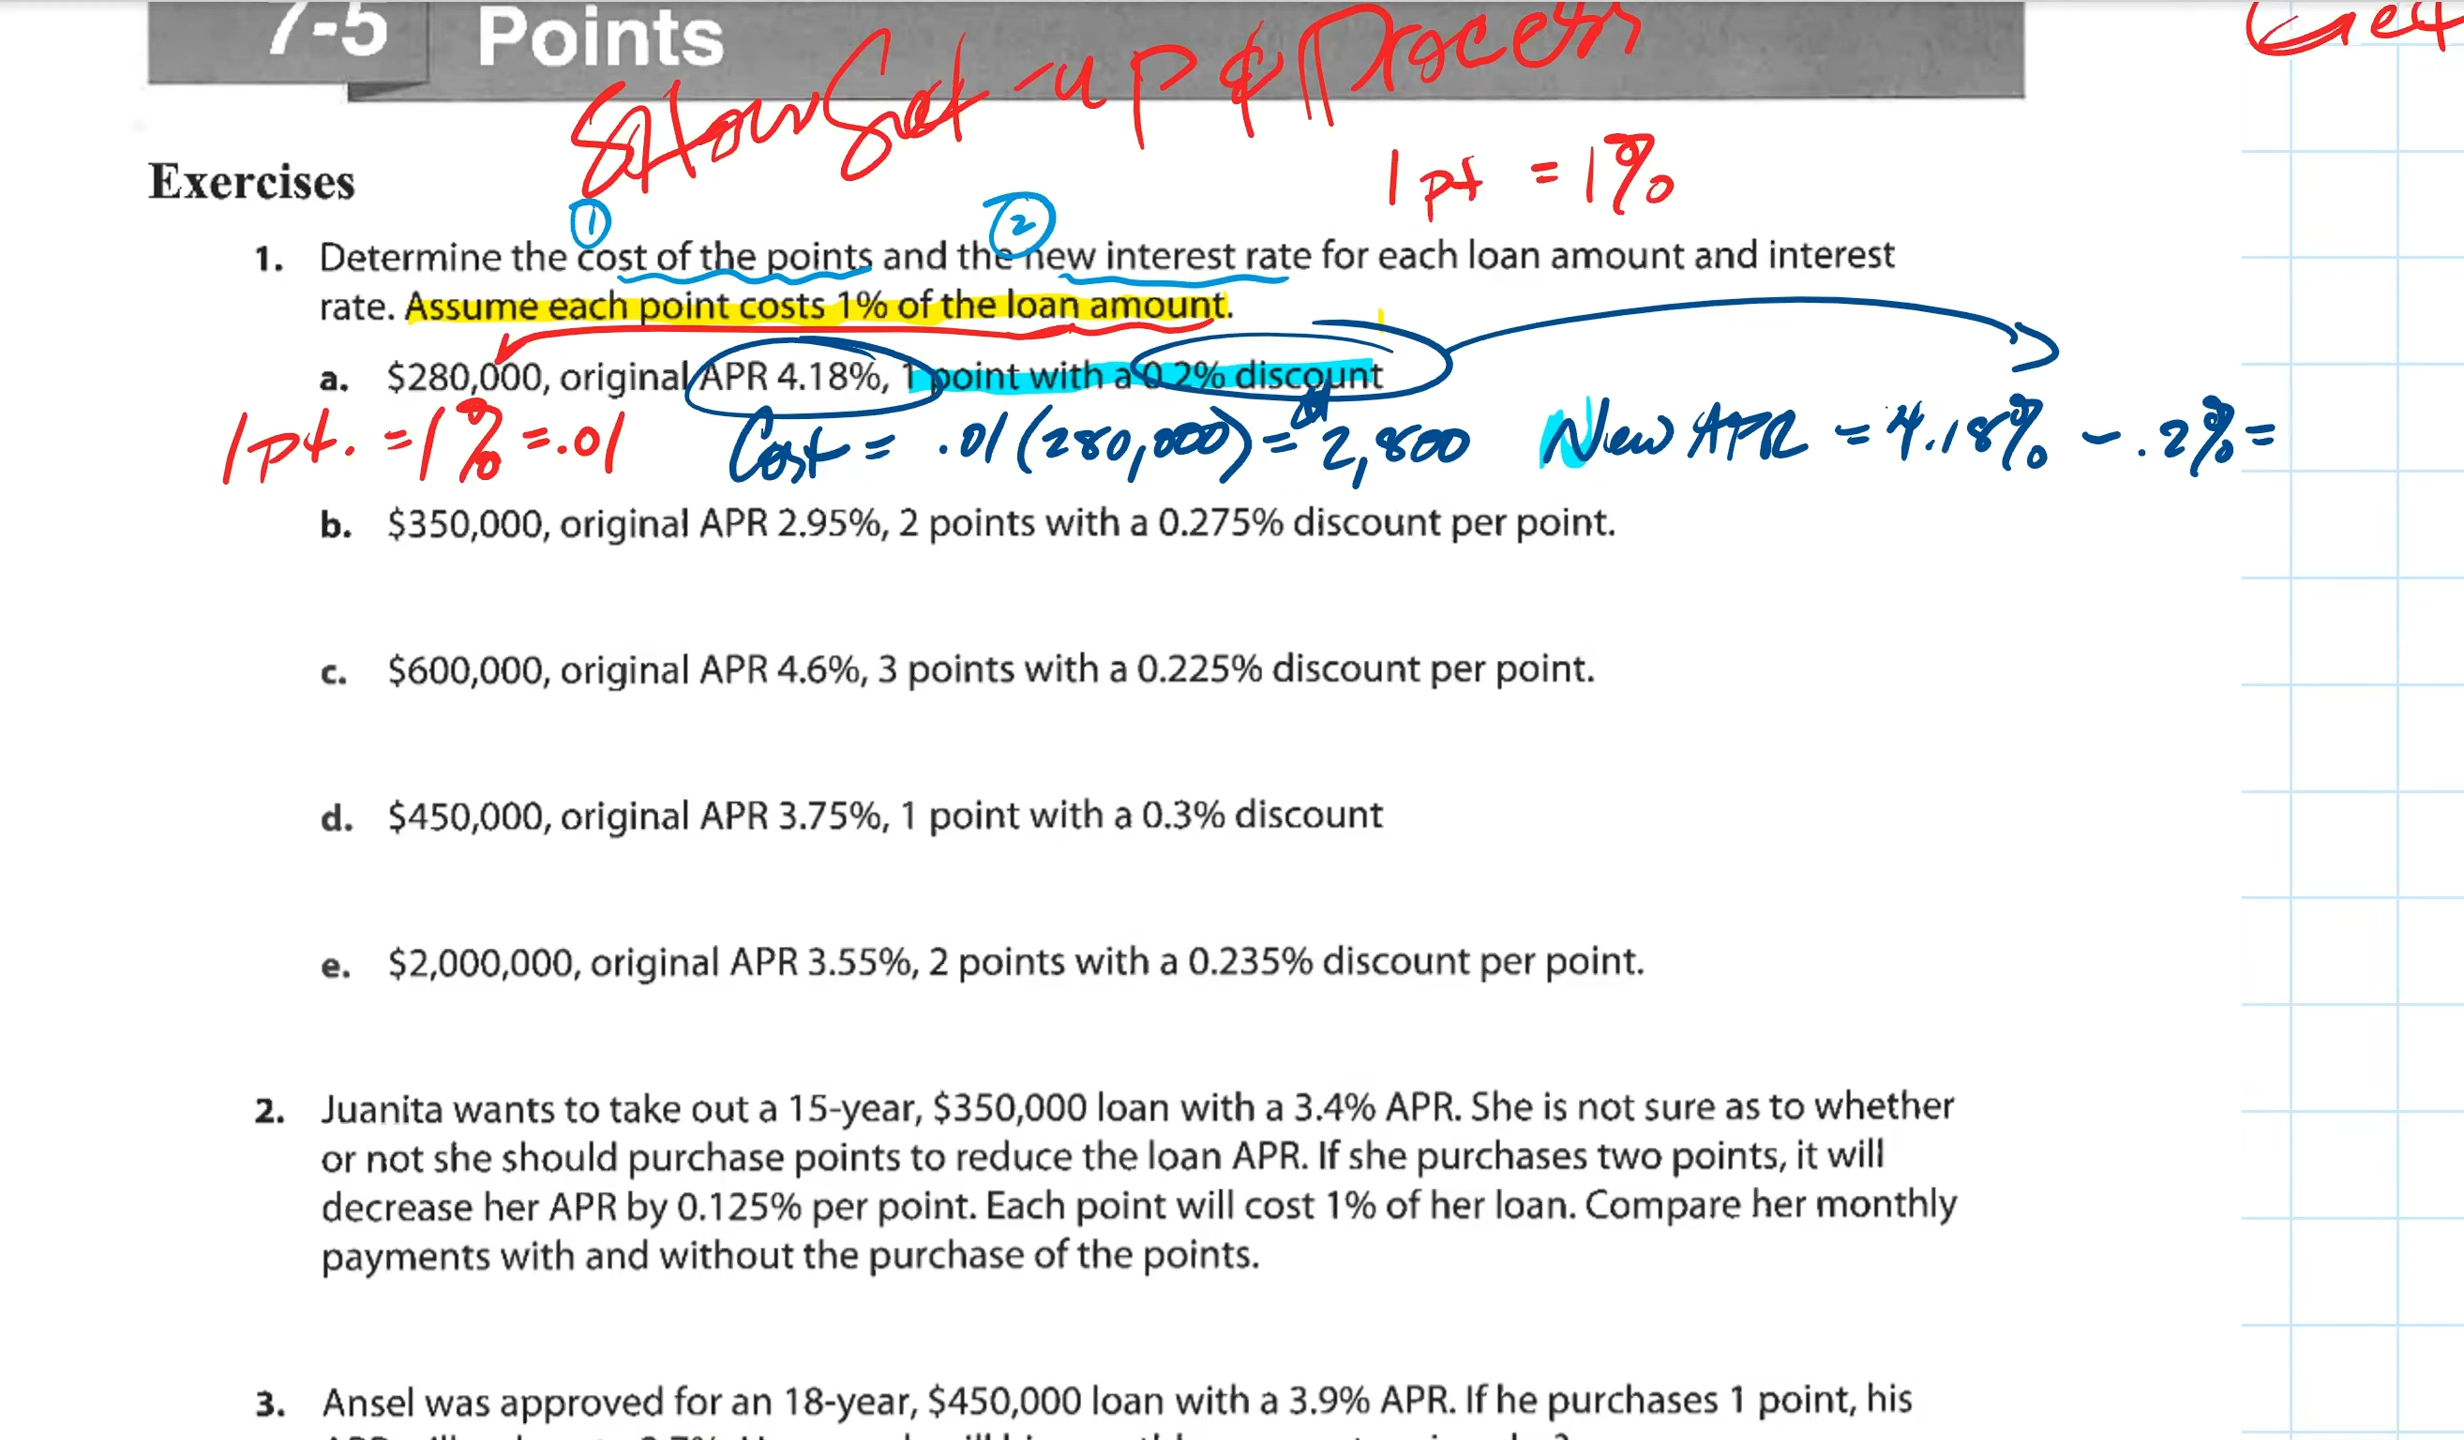 7-5 Points
Show Set-up & Process
Get
1 pt = 1%
Exercises
① ②
1. Determine the cost of the points and the new interest rate for each loan amount and interest
rate. Assume each point costs 1% of the loan amount.
a. $280,000, original APR 4.18%, 1 point with a 0.2% discount
1pt. = 1% = .01 Cost = .01 (280,000) = $2,800 New APR = 4.18% - .2% =
b. $350,000, original APR 2.95%, 2 points with a 0.275% discount per point.
c. $600,000, original APR 4.6%, 3 points with a 0.225% discount per point.
d. $450,000, original APR 3.75%, 1 point with a 0.3% discount
e. $2,000,000, original APR 3.55%, 2 points with a 0.235% discount per point.
2. Juanita wants to take out a 15-year, $350,000 loan with a 3.4% APR. She is not sure as to whether
or not she should purchase points to reduce the loan APR. If she purchases two points, it will
decrease her APR by 0.125% per point. Each point will cost 1% of her loan. Compare her monthly
payments with and without the purchase of the points.
3. Ansel was approved for an 18-year, $450,000 loan with a 3.9% APR. If he purchases 1 point, his